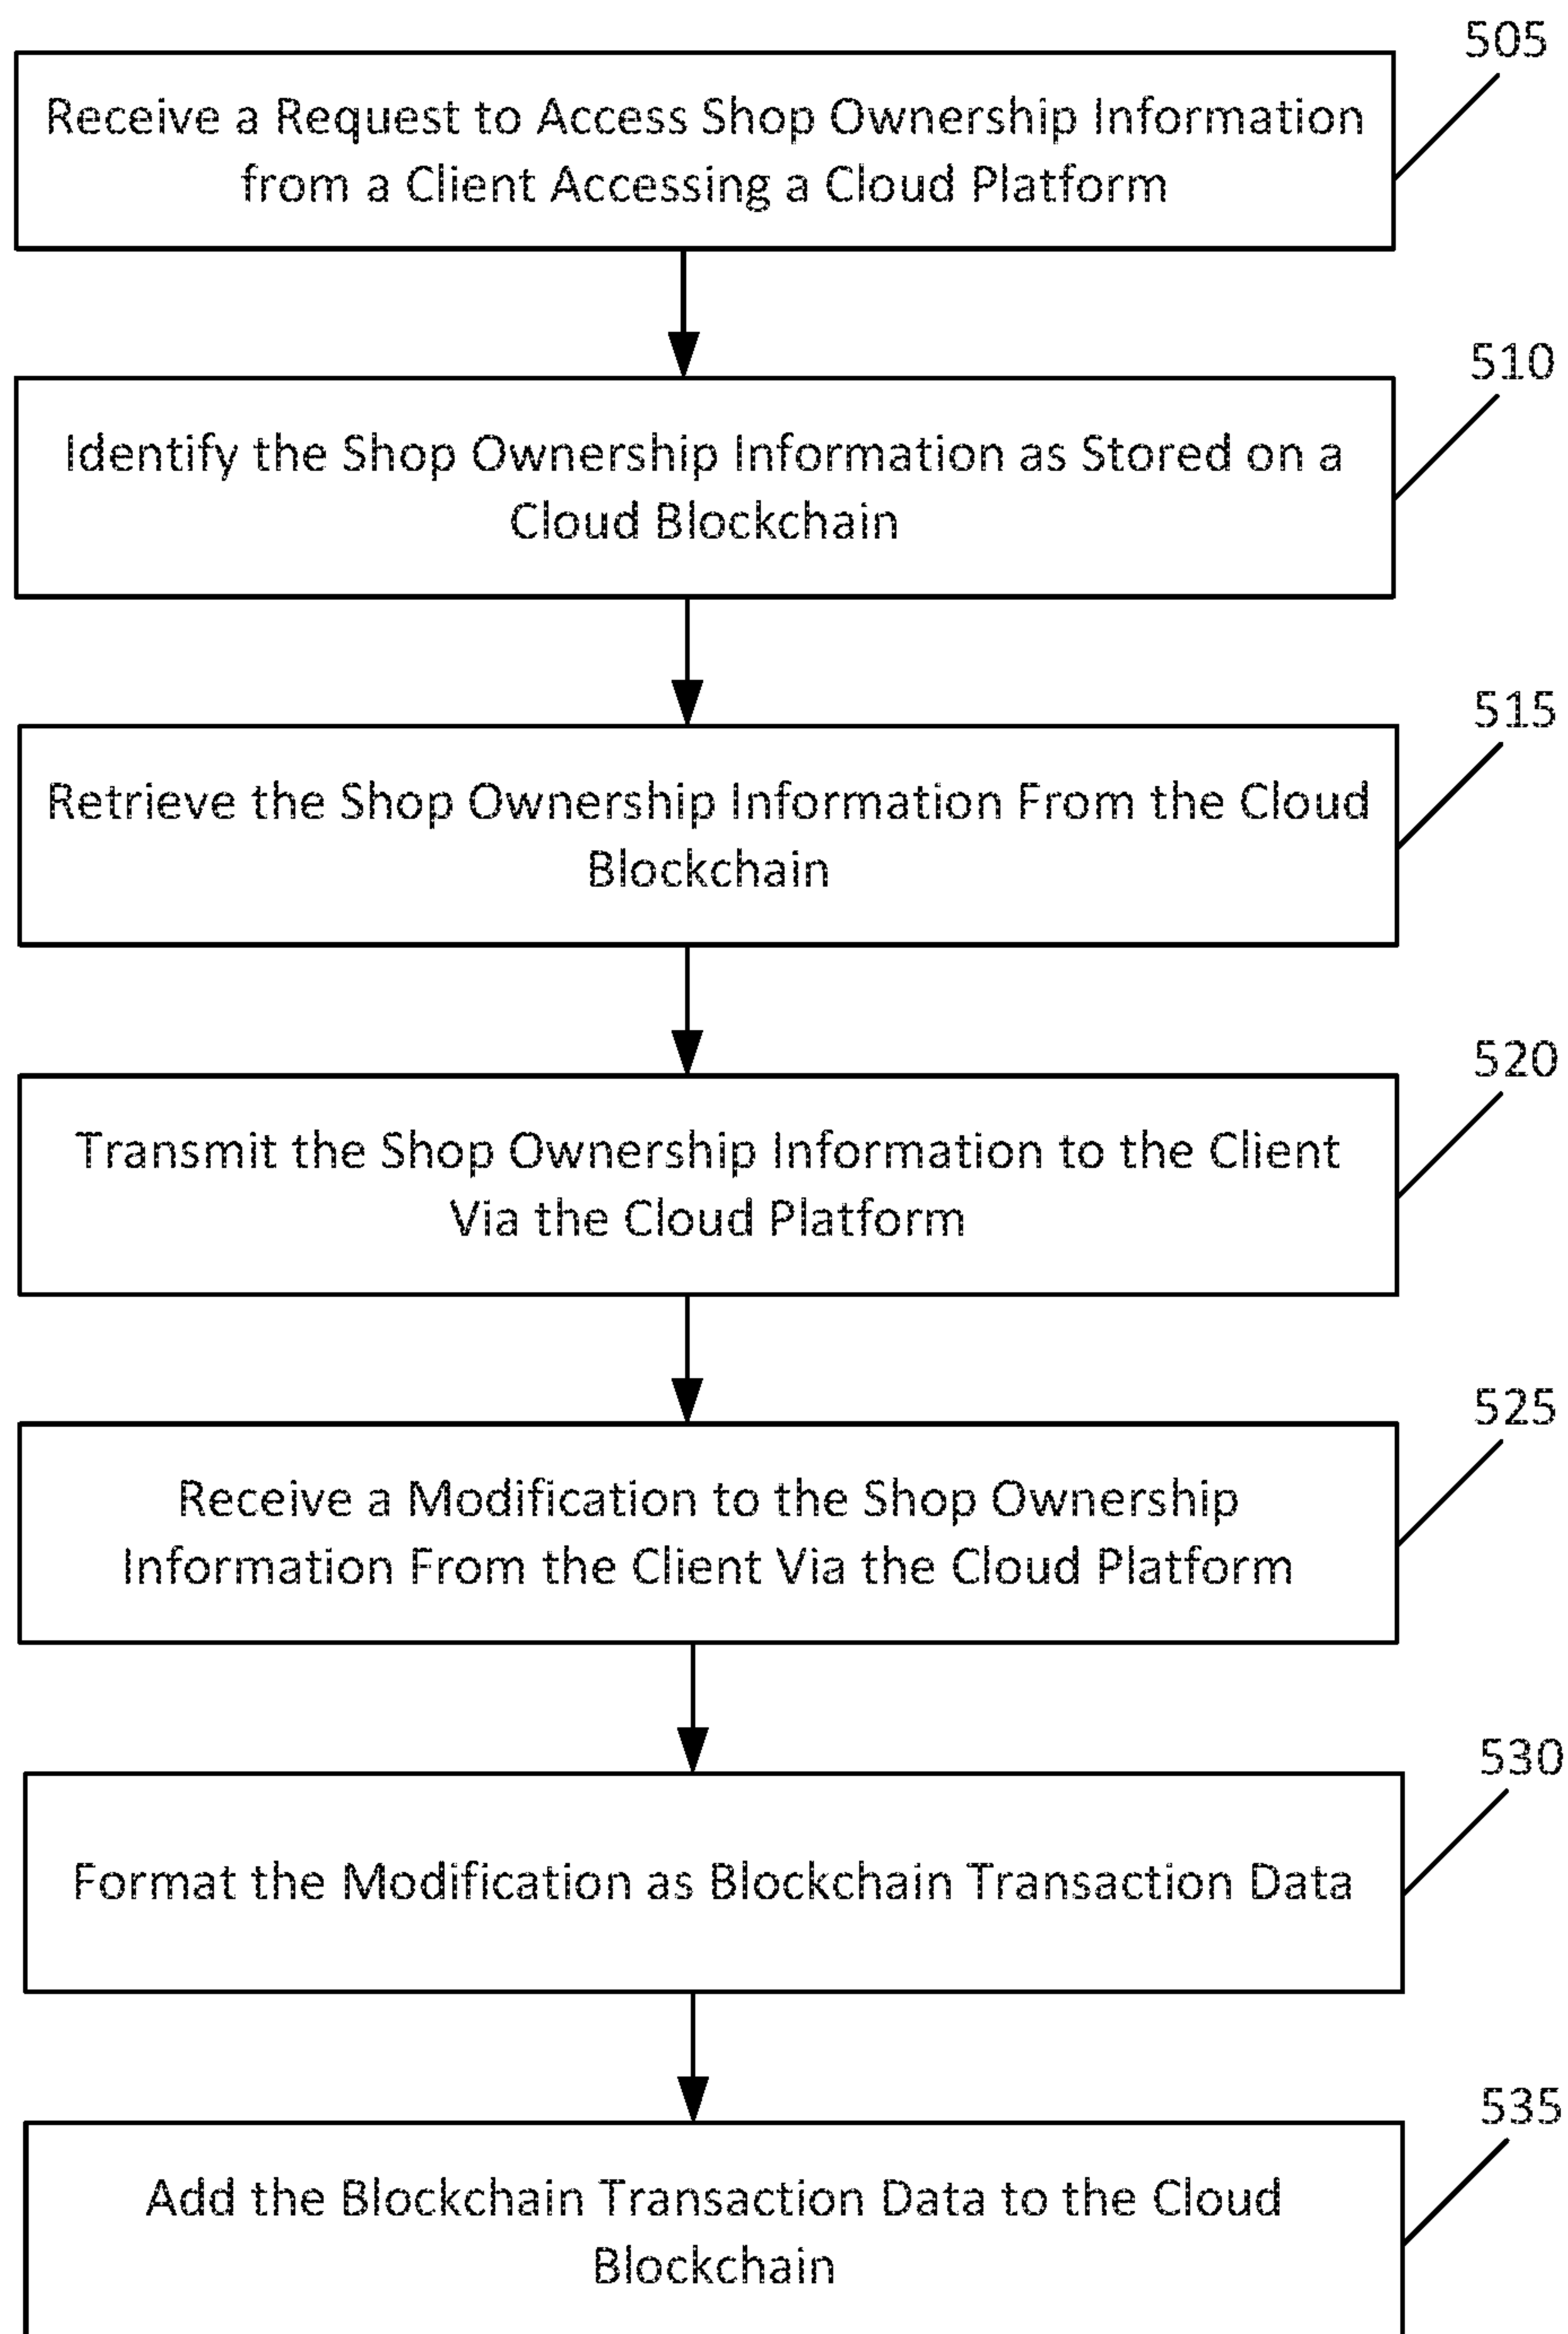 505
Receive a Request to Access Shop Ownership Information
from a Client Accessing a Cloud Platform
510
Identify the Shop Ownership Information as Stored on a
Cloud Blockchain
515
Retrieve the Shop Ownership Information From the Cloud
Blockchain
520
Transmit the Shop Ownership Information to the Client
Via the Cloud Platform
525
Receive a Modification to the Shop Ownership
Information From the Client Via the Cloud Platform
530
Format the Modification as Blockchain Transaction Data
535
Add the Blockchain Transaction Data to the Cloud
Blockchain